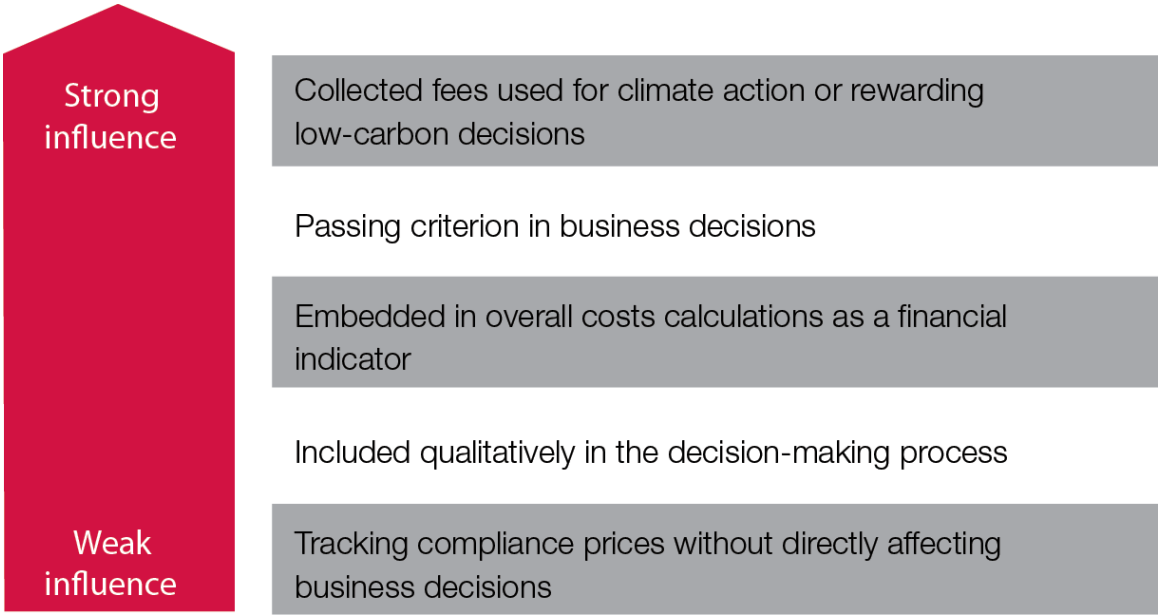 Strong
influence
Collected fees used for climate action or rewarding
low-carbon decisions
Passing criterion in business decisions
Embedded in overall costs calculations as a financial
indicator
Included qualitatively in the decision-making process
Weak
influence
Tracking compliance prices without directly affecting
business decisions